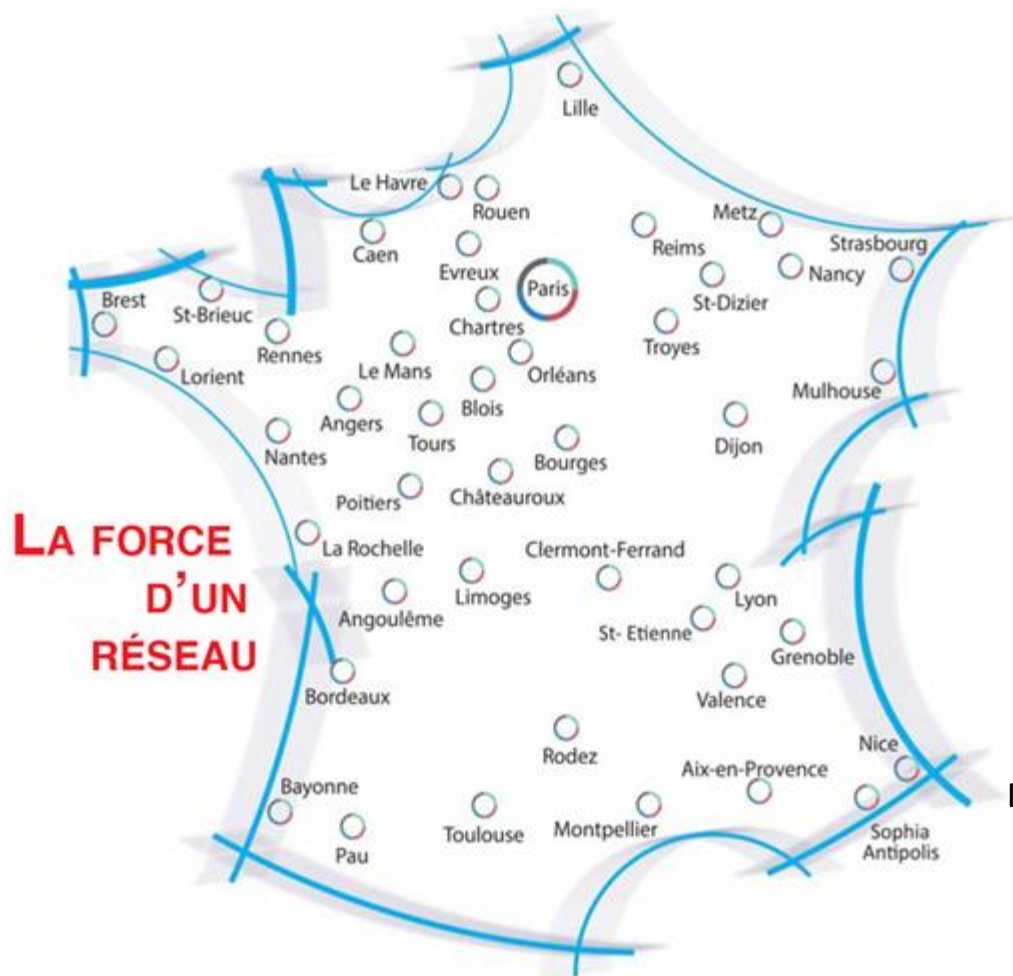 Lille
Le Havre
Rouen
Metz
Reims
Strasbourg
Caen
Evreux
Nancy
Paris
St-Dizier
Brest
St-Brieuc
Chartres
Rennes
Troyes
Lorient
Le Mans
Orléans
Mulhouse
Blois
Angers
Tours
Dijon
Nantes
Bourges
Poitiers
Châteauroux
LA FORCE
D'UN
RÉSEAU
La Rochelle
Clermont-Ferrand
Limoges
Lyon
Angoulême
St- Etienne
Grenoble
Bordeaux
Valence
Rodez
Nice
Aix-en-Provence
Bayonne
Toulouse
Montpellier
Pau
Sophia
Antipolis